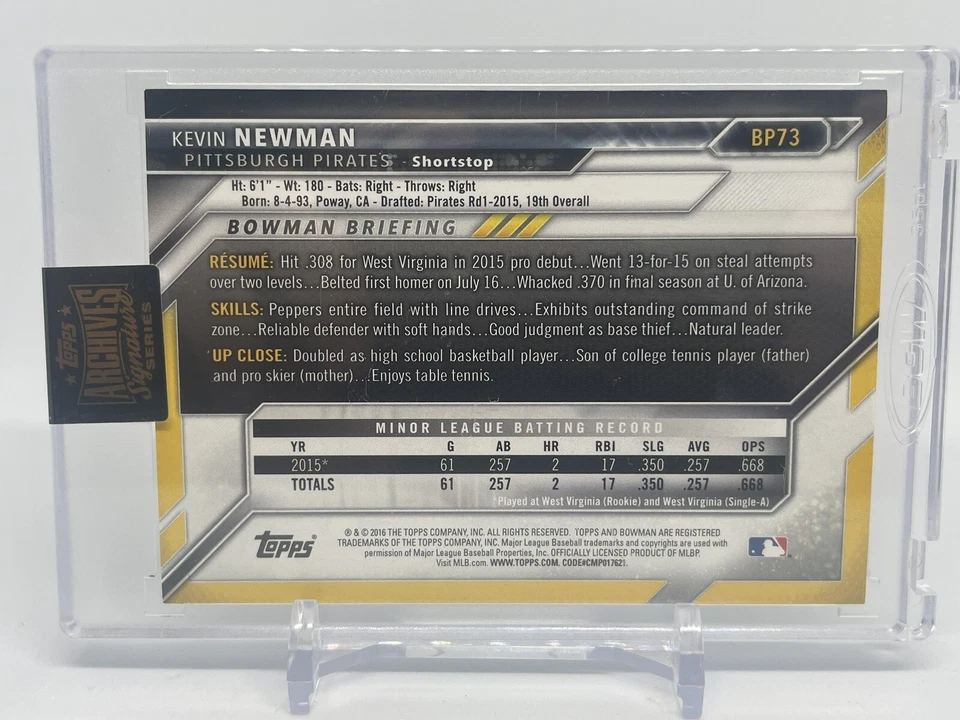 KEVIN NEWMAN
BP73
PITTSBURGH PIRATES - Shortstop
Ht: 6'1" - Wt: 180 - Bats: Right - Throws: Right
Born: 8-4-93, Poway, CA - Drafted: Pirates Rd1-2015, 19th Overall
BOWMAN BRIEFING
RÉSUMÉ: Hit .308 for West Virginia in 2015 pro debut...Went 13-for-15 on steal attempts
over two levels...Belted first homer on July 16...Whacked .370 in final season at U. of Arizona.
SKILLS: Peppers entire field with line drives...Exhibits outstanding command of strike
zone...Reliable defender with soft hands...Good judgment as base thief...Natural leader.
UP CLOSE: Doubled as high school basketball player...Son of college tennis player (father)
and pro skier (mother)...Enjoys table tennis.
MINOR LEAGUE BATTING RECORD
YR G AB HR RBI SLG AVG OPS
2015* 61 257 2 17 .350 .257 .668
TOTALS 61 257 2 17 .350 .257 .668
*Played at West Virginia (Rookie) and West Virginia (Single-A)
TOPPS
® & © 2016 THE TOPPS COMPANY, INC. ALL RIGHTS RESERVED. TOPPS AND BOWMAN ARE REGISTERED
TRADEMARKS OF THE TOPPS COMPANY, INC. Major League Baseball trademarks and copyrights are used with
permission of Major League Baseball Properties, Inc. OFFICIALLY LICENSED PRODUCT OF MLBP.
Visit MLB.com. WWW.TOPPS.COM. CODE#CMP017621.
TOPPS
ARCHIVES
Signature
SERIES